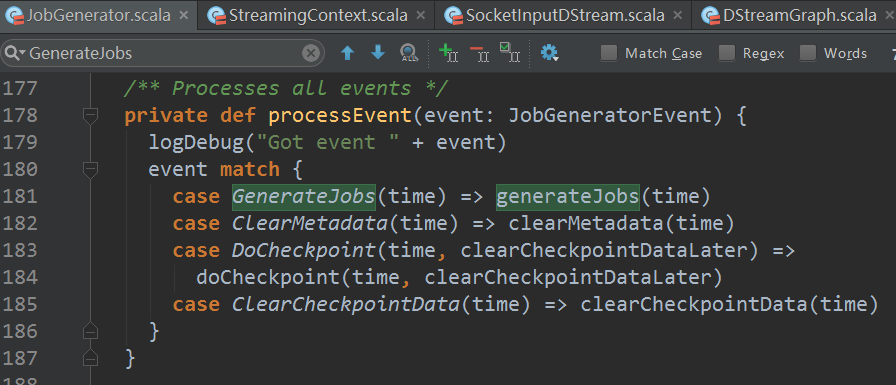 JobGenerator.scala × StreamingContext.scala × SocketInputDStream.scala × DStreamGraph.scala ×
GenerateJobs Match Case Regex Words
177 /** Processes all events */
178 private def processEvent(event: JobGeneratorEvent) {
179 logDebug("Got event " + event)
180 event match {
181 case GenerateJobs(time) => generateJobs(time)
182 case ClearMetadata(time) => clearMetadata(time)
183 case DoCheckpoint(time, clearCheckpointDataLater) =>
184 doCheckpoint(time, clearCheckpointDataLater)
185 case ClearCheckpointData(time) => clearCheckpointData(time)
186 }
187 }